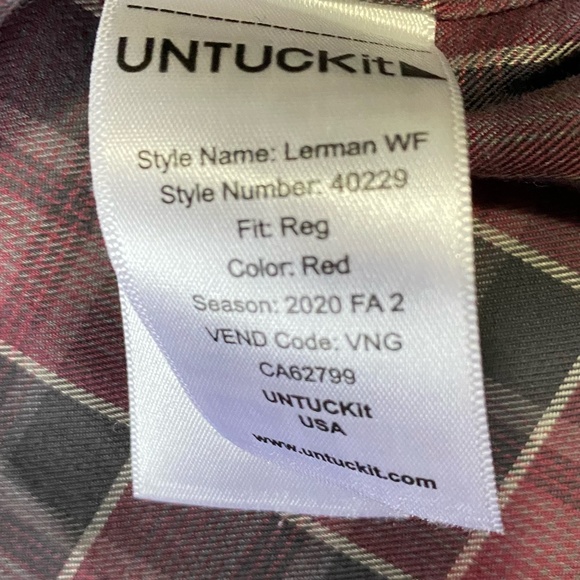 UNTUCKit
Style Name: Lerman WF
Style Number: 40229
Fit: Reg
Color: Red
Season: 2020 FA 2
VEND Code: VNG
CA62799
UNTUCKit
USA
www.untuckit.com